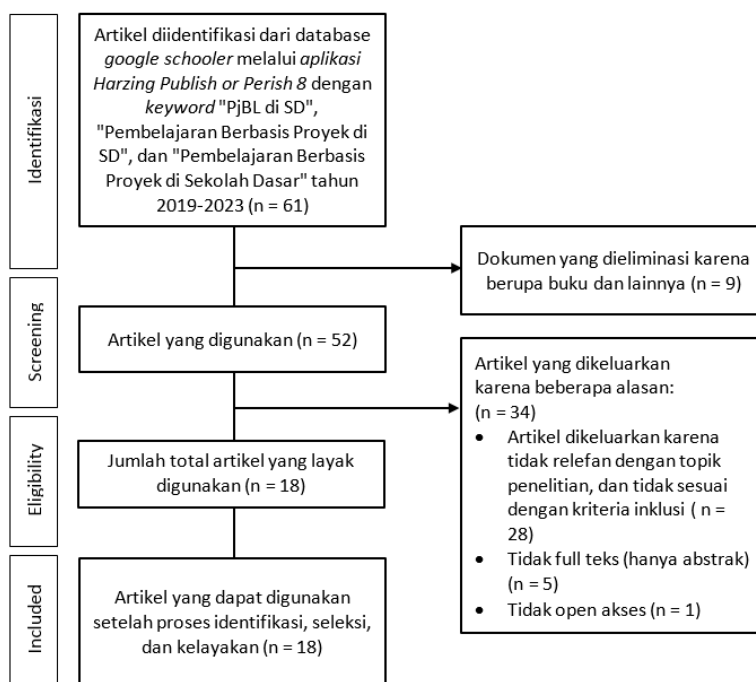 Identifikasi
Artikel diidentifikasi dari database
google schooler melalui aplikasi
Harzing Publish or Perish 8 dengan
keyword "PjBL di SD",
"Pembelajaran Berbasis Proyek di
SD", dan "Pembelajaran Berbasis
Proyek di Sekolah Dasar" tahun
2019-2023 (n = 61)
Dokumen yang dieliminasi karena
berupa buku dan lainnya (n = 9)
Screening
Artikel yang digunakan (n = 52)
Artikel yang dikeluarkan
karena beberapa alasan:
(n = 34)
• Artikel dikeluarkan karena
tidak relefan dengan topik
penelitian, dan tidak sesuai
dengan kriteria inklusi ( n =
28)
• Tidak full teks (hanya abstrak)
(n = 5)
• Tidak open akses (n = 1)
Eligibility
Jumlah total artikel yang layak
digunakan (n = 18)
Included
Artikel yang dapat digunakan
setelah proses identifikasi, seleksi,
dan kelayakan (n = 18)